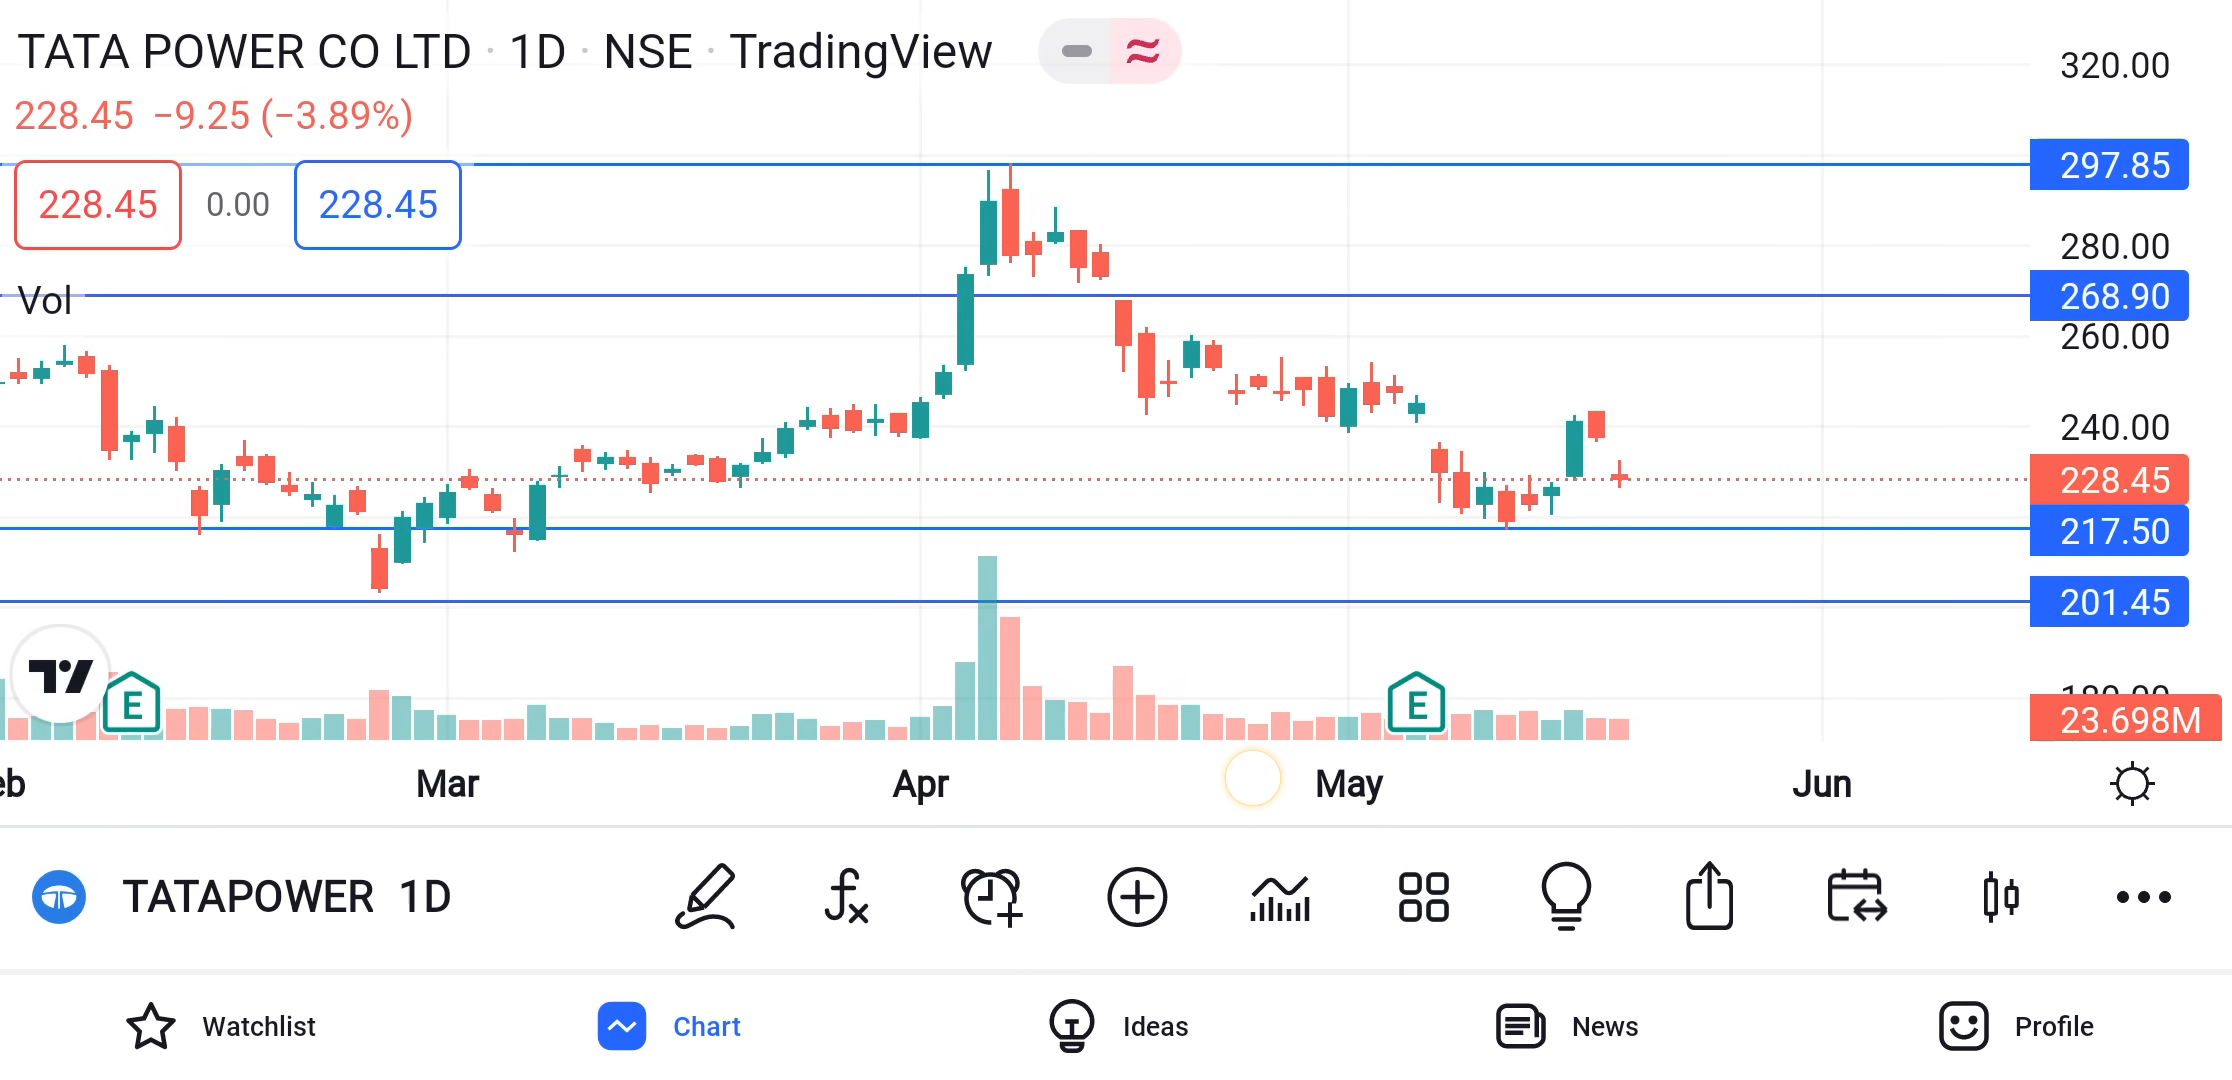 TATA POWER CO LTD · 1D · NSE · TradingView
228.45 −9.25 (−3.89%)
228.45 0.00 228.45
Vol
320.00
297.85
280.00
268.90
260.00
240.00
228.45
217.50
201.45
180.00
23.698M
E
E
eb Mar Apr May Jun
TATAPOWER 1D
Watchlist Chart Ideas News Profile